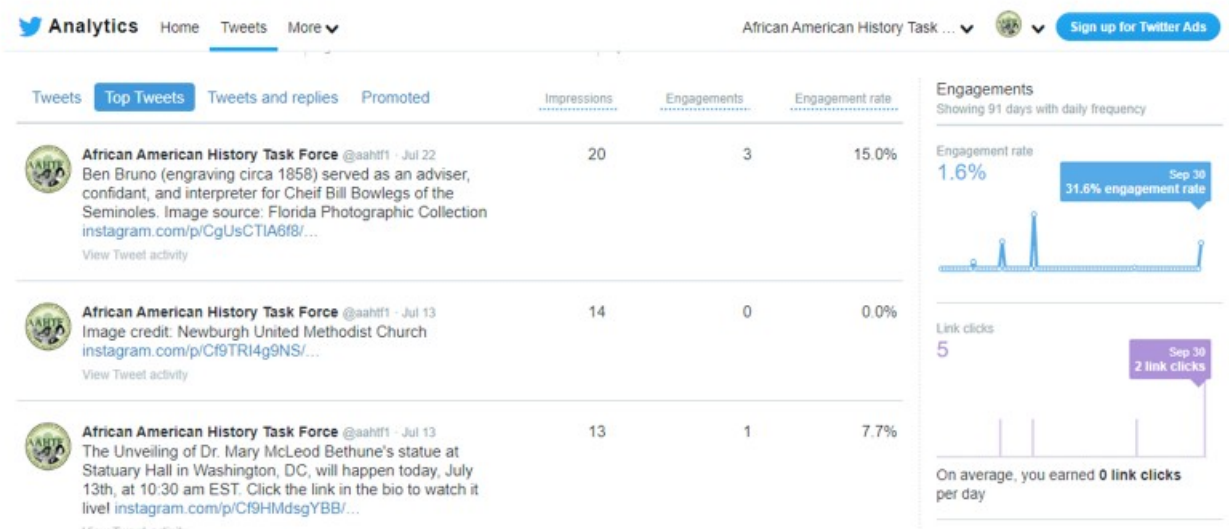 Analytics Home Tweets More
African American History Task ... Sign up for Twitter Ads
Tweets Top Tweets Tweets and replies Promoted Impressions Engagements Engagement rate
African American History Task Force @aahtf1 · Jul 22 20 3 15.0%
Ben Bruno (engraving circa 1858) served as an adviser,
confidant, and interpreter for Cheif Bill Bowlegs of the
Seminoles. Image source: Florida Photographic Collection
instagram.com/p/CgUsCTIA6f8/...
View Tweet activity
African American History Task Force @aahtf1 · Jul 13 14 0 0.0%
Image credit: Newburgh United Methodist Church
instagram.com/p/Cf9TRI4g9NS/...
View Tweet activity
African American History Task Force @aahtf1 · Jul 13 13 1 7.7%
The Unveiling of Dr. Mary McLeod Bethune's statue at
Statuary Hall in Washington, DC, will happen today, July
13th, at 10:30 am EST. Click the link in the bio to watch it
live! instagram.com/p/Cf9HMdsgYBB/...
Engagements
Showing 91 days with daily frequency
Engagement rate
1.6%
Sep 30
31.6% engagement rate
Link clicks
5
Sep 30
2 link clicks
On average, you earned 0 link clicks
per day